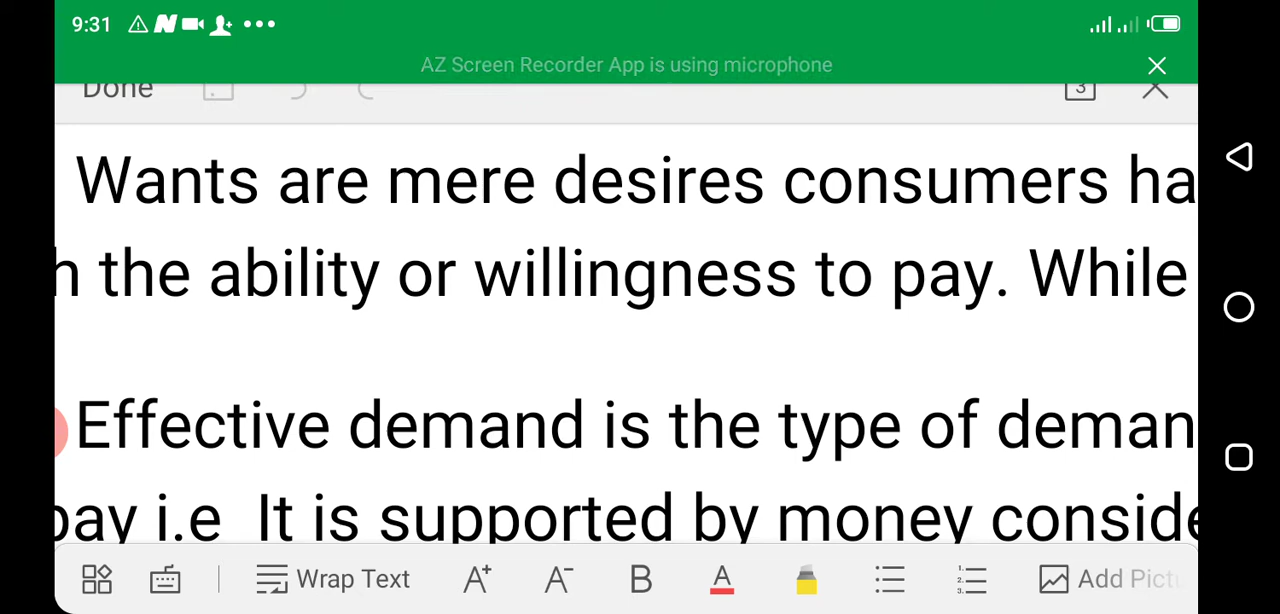 9:31
AZ Screen Recorder App is using microphone
Done
3
Wants are mere desires consumers ha
h the ability or willingness to pay. While
Effective demand is the type of deman
pay i.e It is supported by money conside
Wrap Text A+ A- B A Add Pictu